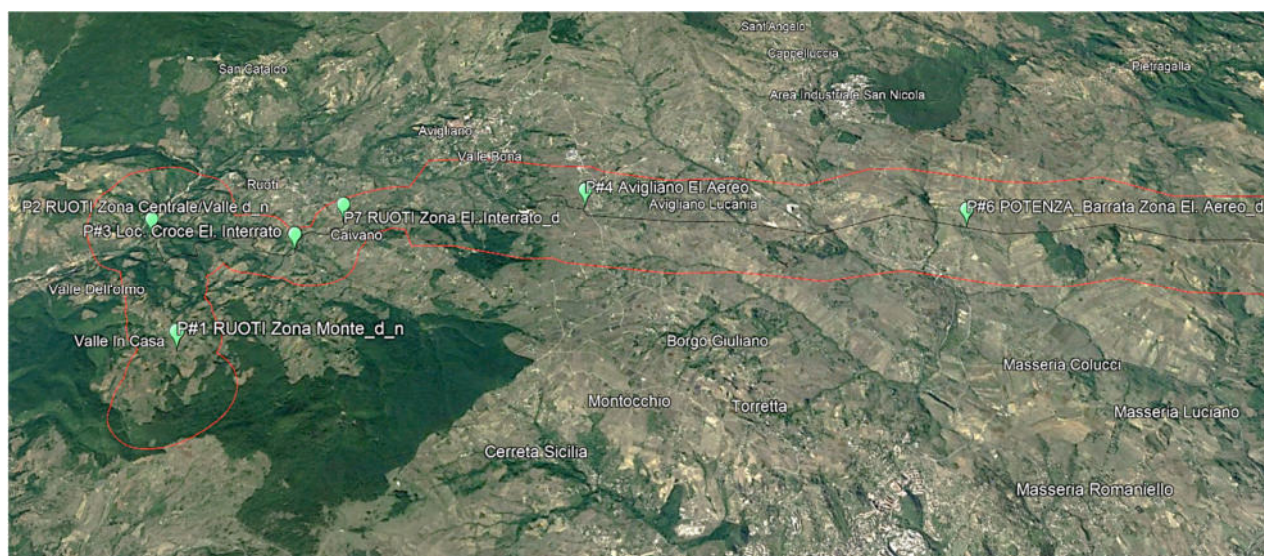 Sant'Angelo
Cappelluccia
San Cataldo
Pietragalla
Area Industriale San Nicola
Avigliano
Valle Bona
Ruoti
P#4 Avigliano El Aereo
Avigliano Lucania
P2 RUOTI Zona Centrale/Valle d_n
P7 RUOTI Zona El. Interrato_d
P#6 POTENZA_Barrata Zona El. Aereo_d
P#3 Loc. Croce El. Interrato
Caivano
Valle Dell'olmo
P#1 RUOTI Zona Monte_d_n
Valle In Casa
Borgo Giuliano
Masseria Colucci
Montocchio
Torretta
Masseria Luciano
Cerreta Sicilia
Masseria Romaniello